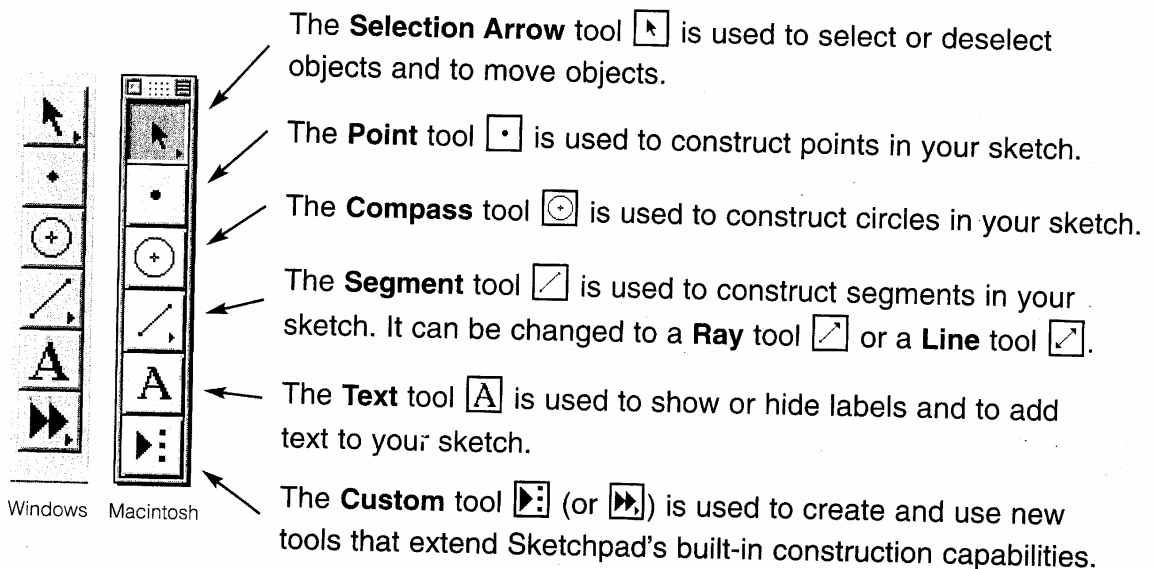 The Selection Arrow tool is used to select or deselect
objects and to move objects.
The Point tool is used to construct points in your sketch.
The Compass tool is used to construct circles in your sketch.
The Segment tool is used to construct segments in your
sketch. It can be changed to a Ray tool or a Line tool .
The Text tool A is used to show or hide labels and to add
text to your sketch.
The Custom tool (or ) is used to create and use new
tools that extend Sketchpad's built-in construction capabilities.
A
A
Windows
Macintosh